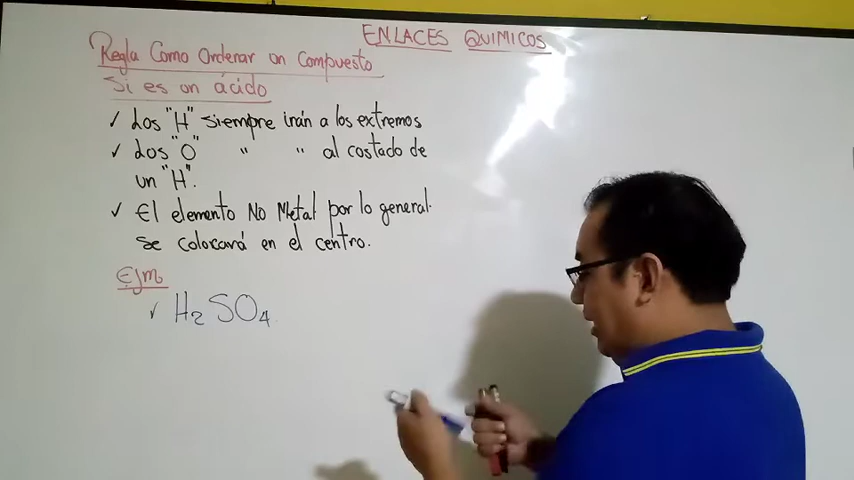 ENLACES QUIMICOS
Regla Como Ordenar un Compuesto
Si es un ácido
✓ Los "H" siempre irán a los extremos
✓ Los "O" " " al costado de
un "H".
✓ El elemento No Metal por lo general
se colocará en el centro.
Ejm
✓ H₂SO₄